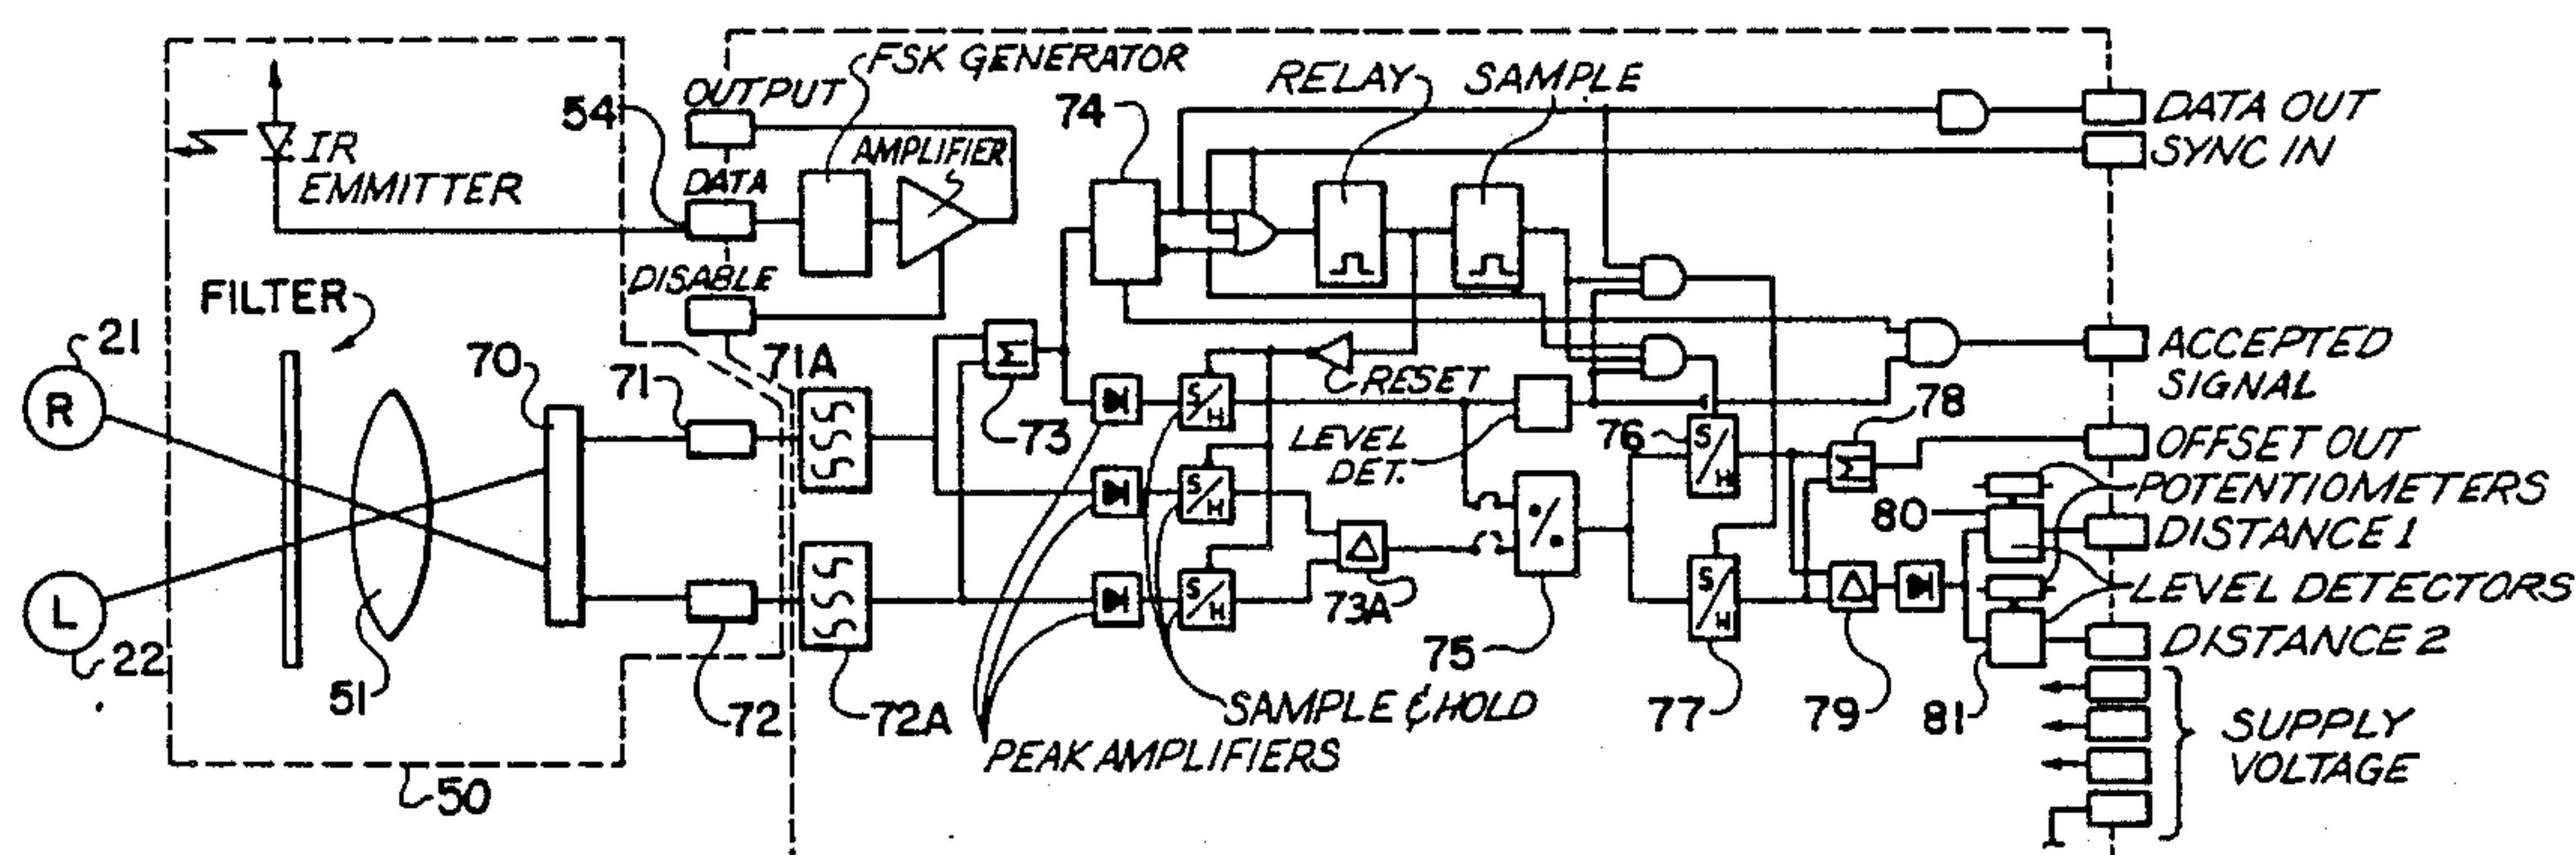 FSK GENERATOR
OUTPUT
RELAY
SAMPLE
54
74
DATA OUT
SYNC IN
AMPLIFIER
IR
EMMITTER
DATA
DISABLE
FILTER
21
R
70
71
71A
Σ
73
RESET
ACCEPTED
SIGNAL
78
S/H
LEVEL
DET.
76
S/H
Σ
OFFSET OUT
POTENTIOMETERS
80
DISTANCE 1
S/H
Δ
73A
•/•
LEVEL DETECTORS
L
22
51
72
72A
S/H
75
S/H
77
Δ
79
81
DISTANCE 2
SAMPLE & HOLD
PEAK AMPLIFIERS
SUPPLY
VOLTAGE
50